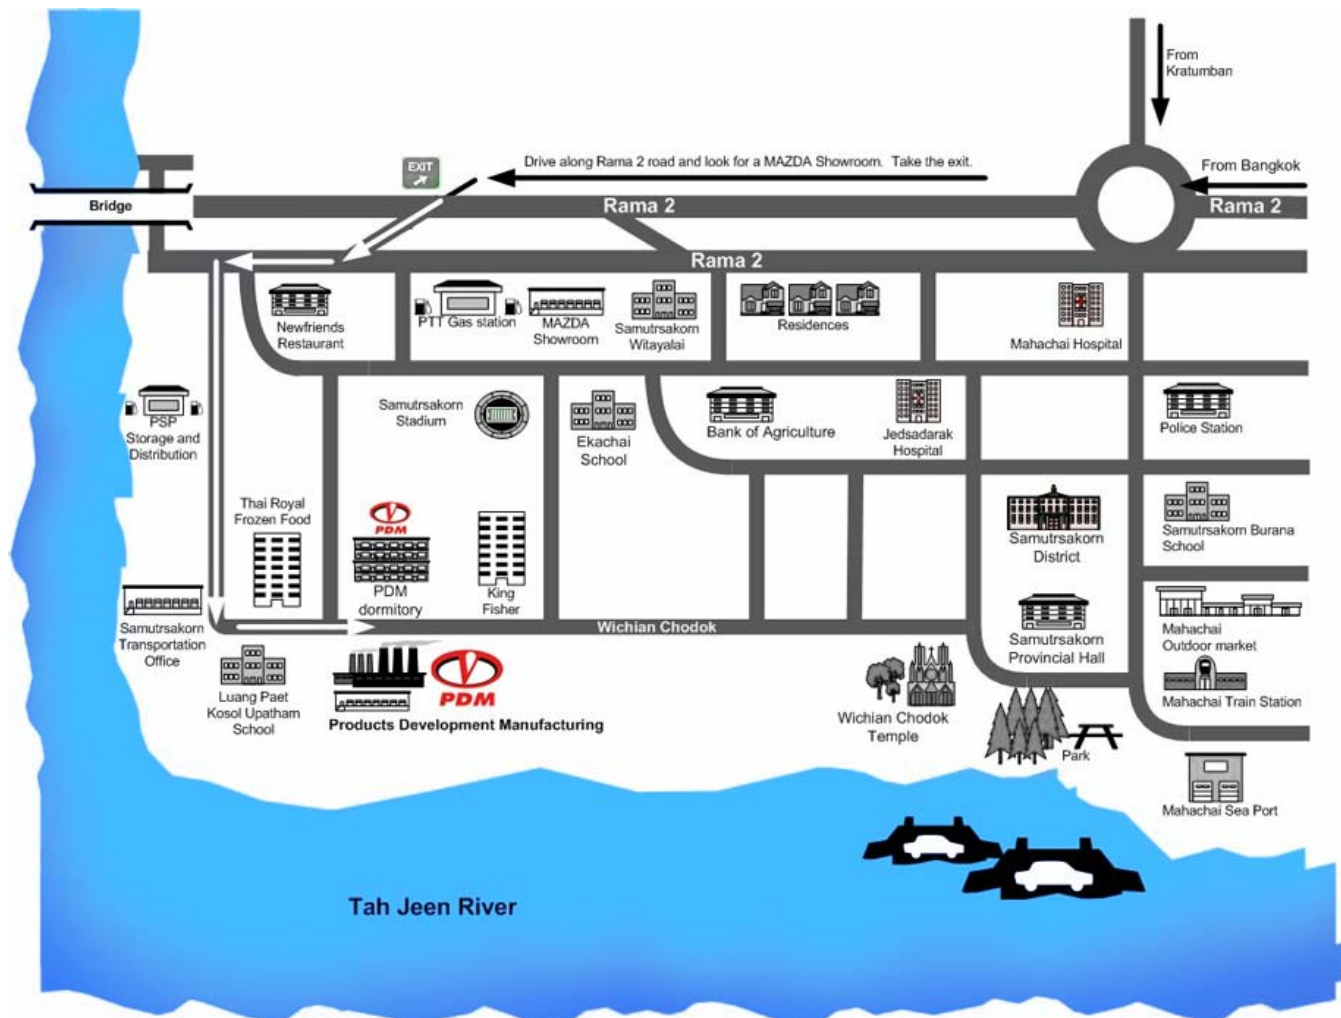 From
Kratumban
EXIT
Drive along Rama 2 road and look for a MAZDA Showroom. Take the exit.
From Bangkok
Bridge
Rama 2
Rama 2
Rama 2
Newfriends
Restaurant
PTT Gas station
MAZDA
Showroom
Samutrsakorn
Witayalai
Residences
Mahachai Hospital
PSP
Storage and
Distribution
Samutrsakorn
Stadium
Ekachai
School
Bank of Agriculture
Jedsadarak
Hospital
Police Station
Thai Royal
Frozen Food
PDM
PDM
dormitory
King
Fisher
Samutrsakorn
District
Samutrsakorn Burana
School
Samutrsakorn
Transportation
Office
Wichian Chodok
Samutrsakorn
Provincial Hall
Mahachai
Outdoor market
Luang Paet
Kosol Upatham
School
PDM
Products Development Manufacturing
Wichian Chodok
Temple
Park
Mahachai Train Station
Mahachai Sea Port
Tah Jeen River